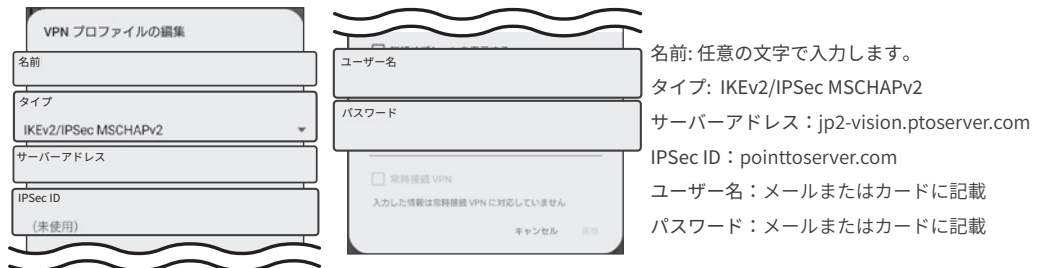 VPN プロファイルの編集
名前
タイプ
IKEv2/IPSec MSCHAPv2
サーバーアドレス
IPSec ID
(未使用)
ユーザー名
パスワード
常時接続 VPN
入力した情報は常時接続 VPN に対応していません
キャンセル 保存
名前: 任意の文字で入力します。
タイプ: IKEv2/IPSec MSCHAPv2
サーバーアドレス：jp2-vision.ptoserver.com
IPSec ID：pointtoserver.com
ユーザー名：メールまたはカードに記載
パスワード：メールまたはカードに記載